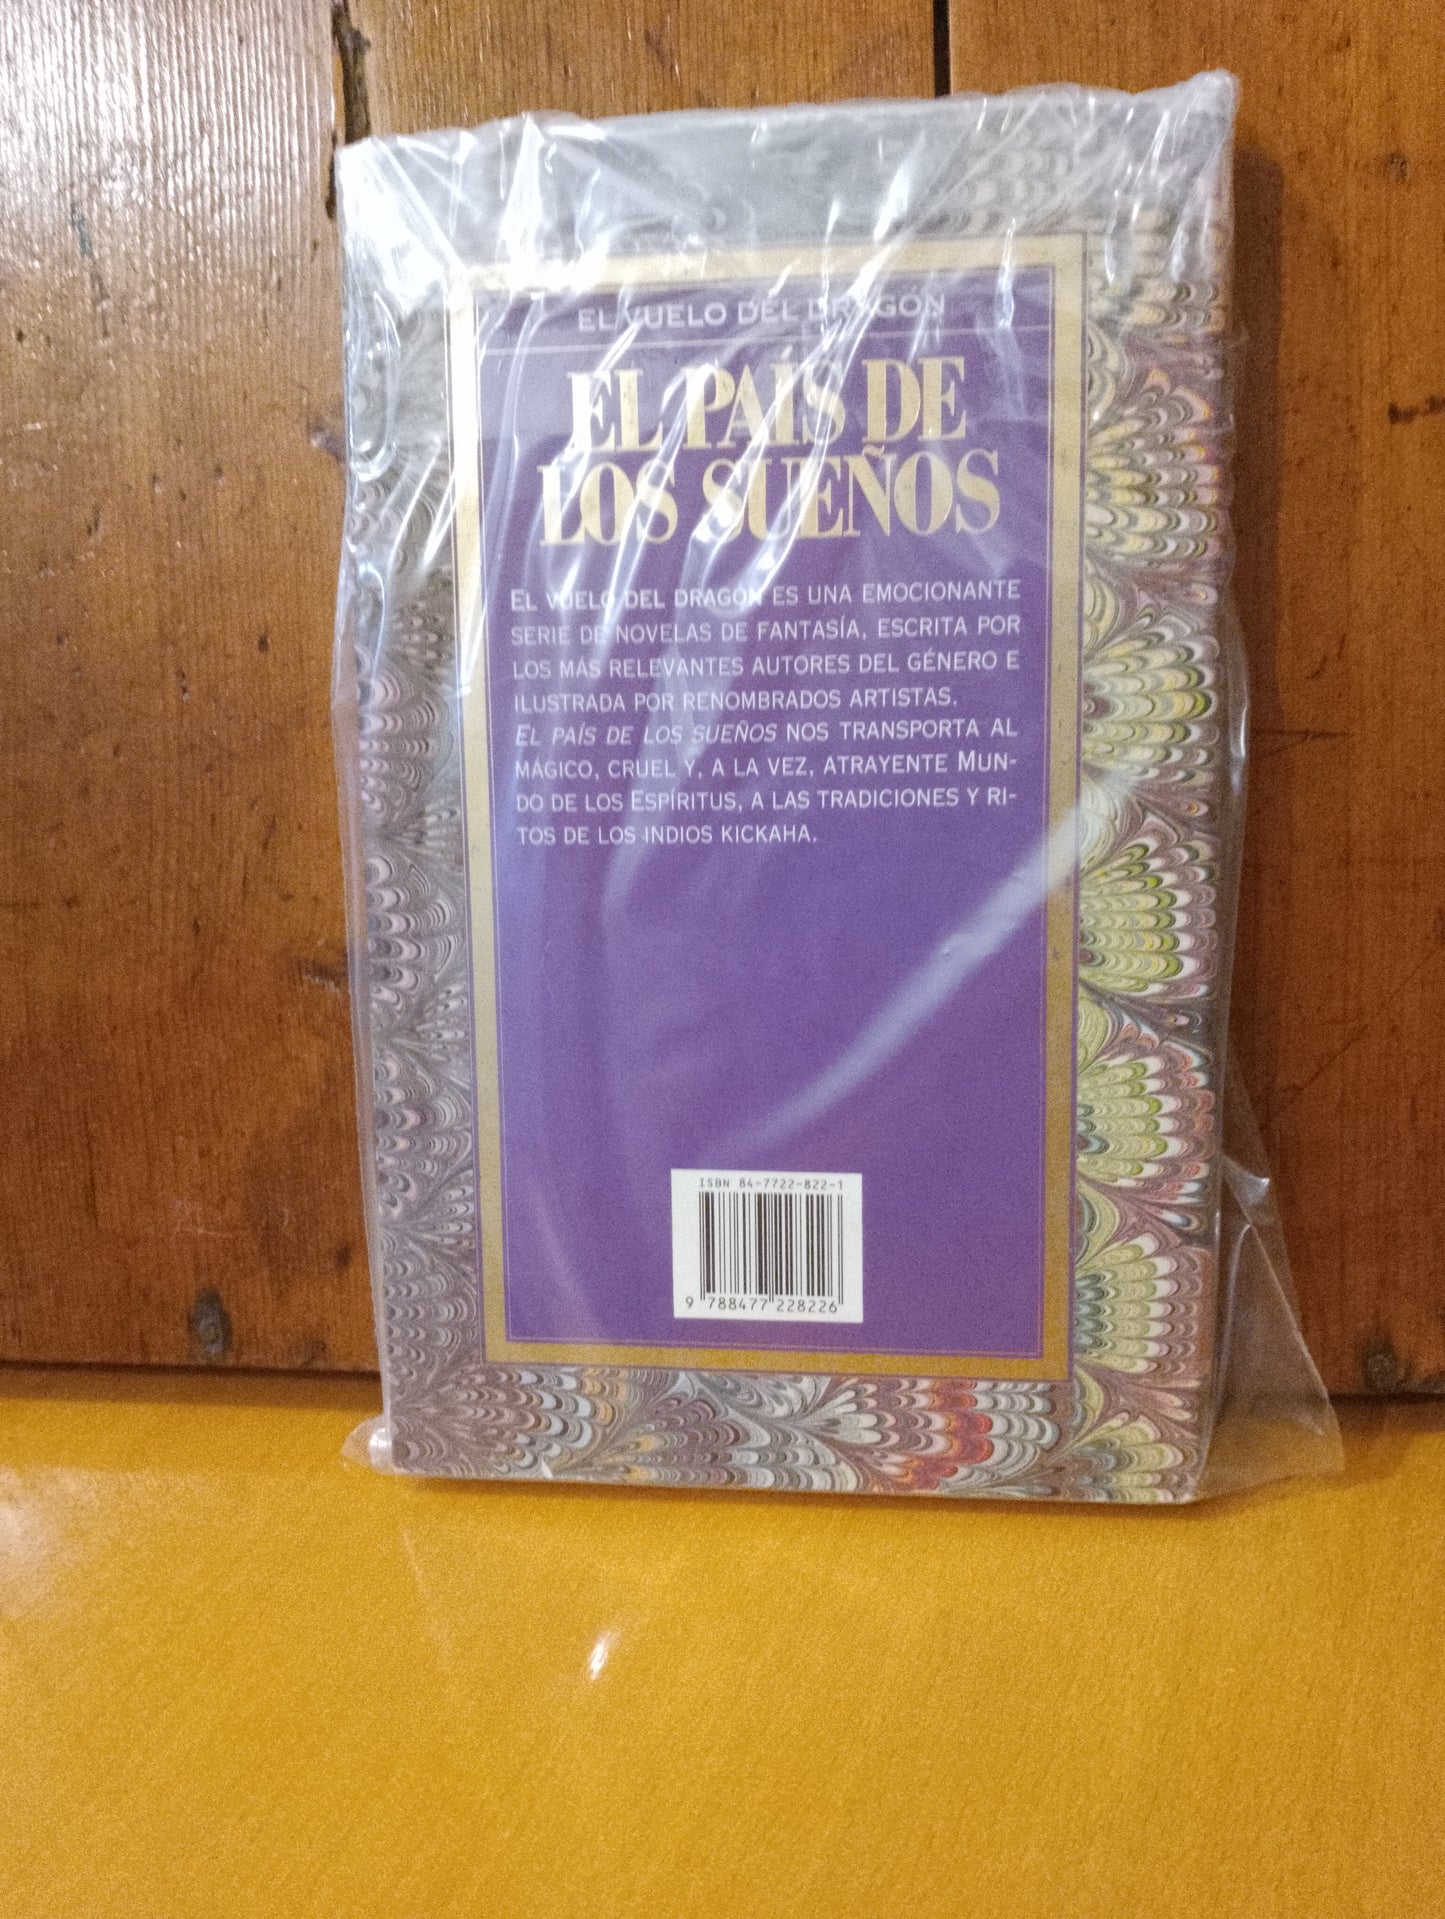 EL VUELO DEL DRAGÓN
EL PAÍS DE
LOS SUEÑOS
EL VUELO DEL DRAGÓN ES UNA EMOCIONANTE
SERIE DE NOVELAS DE FANTASÍA, ESCRITA POR
LOS MÁS RELEVANTES AUTORES DEL GÉNERO E
ILUSTRADA POR RENOMBRADOS ARTISTAS.
EL PAÍS DE LOS SUEÑOS NOS TRANSPORTA AL
MÁGICO, CRUEL Y, A LA VEZ, ATRAYENTE MUN-
DO DE LOS ESPÍRITUS, A LAS TRADICIONES Y RI-
TOS DE LOS INDIOS KICKAHA.
ISBN 84-7722-822-1
9 788477 228226